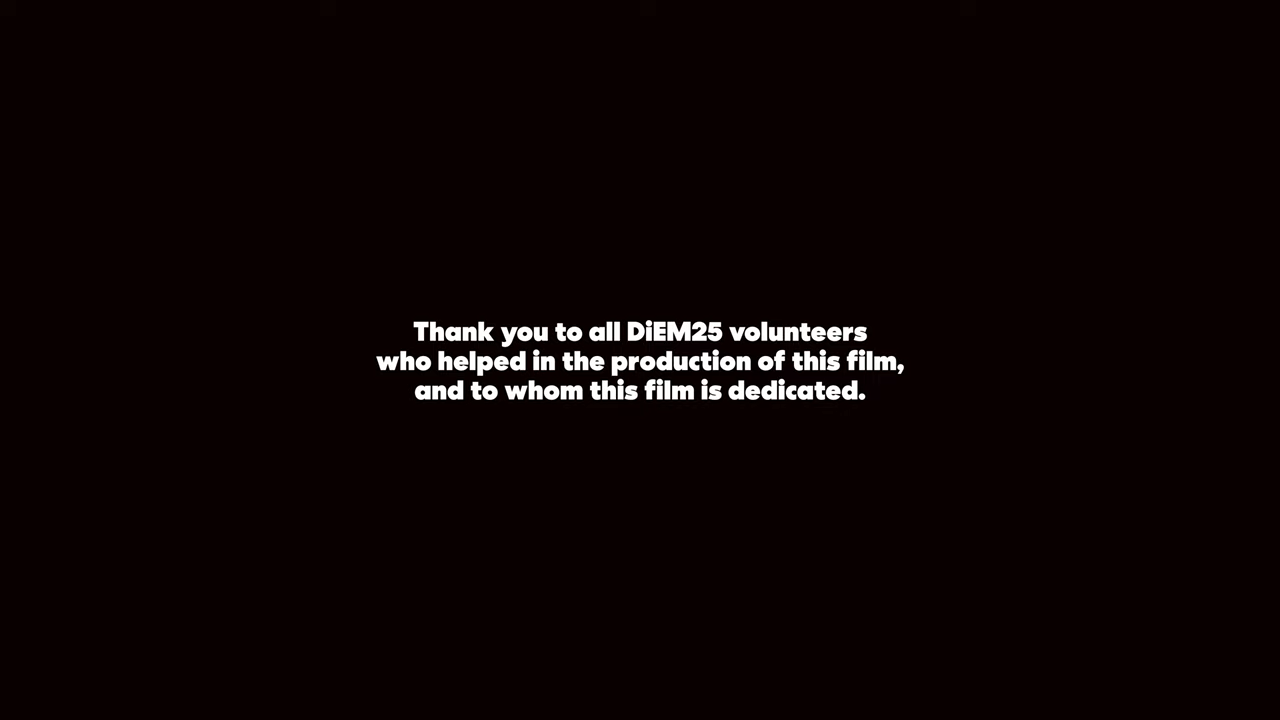 Thank you to all DiEM25 volunteers
who helped in the production of this film,
and to whom this film is dedicated.